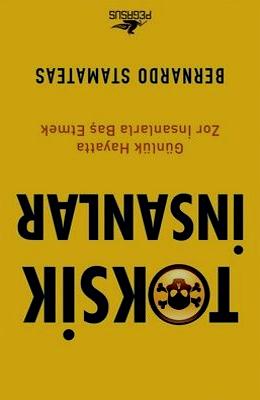 TOKSİK
İNSANLAR
Günlük Hayatta
Zor İnsanlarla Baş Etmek
BERNARDO STAMATEAS
PEGASUS